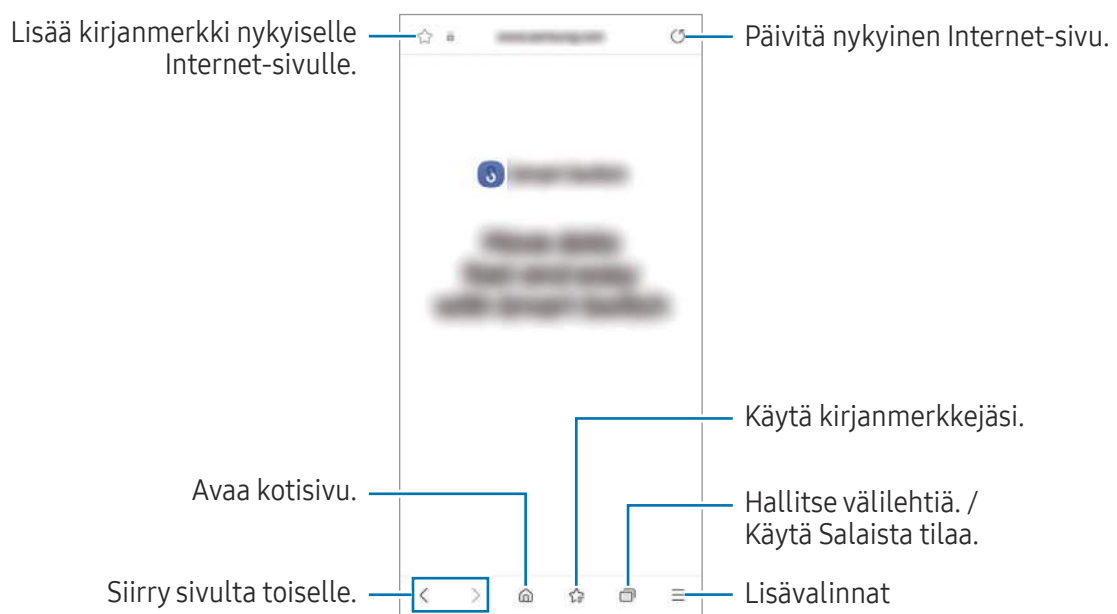 Lisää kirjanmerkki nykyiselle
Internet-sivulle.
Päivitä nykyinen Internet-sivu.
Käytä kirjanmerkkejäsi.
Avaa kotisivu.
Hallitse välilehtiä. /
Käytä Salaista tilaa.
Siirry sivulta toiselle.
Lisävalinnat